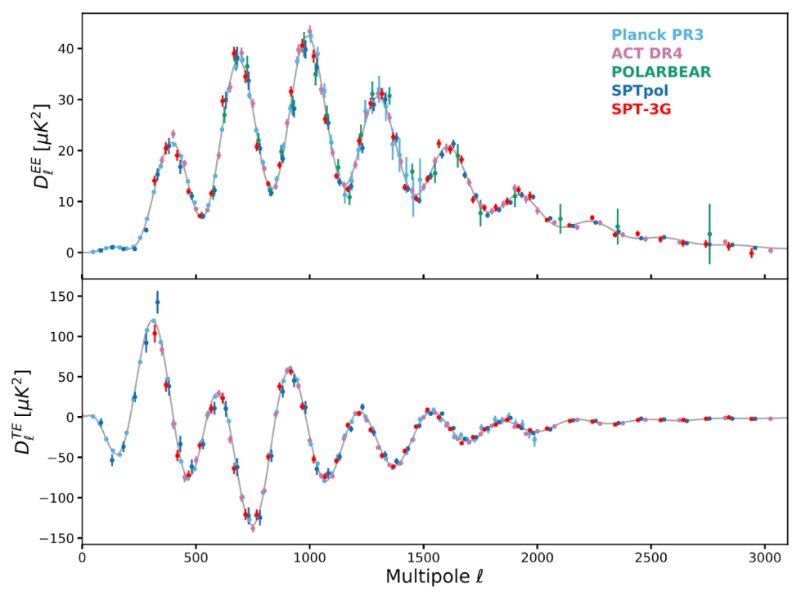 Planck PR3
ACT DR4
POLARBEAR
SPTpol
SPT-3G
40
30
20
10
0
D_ℓ^{EE} [μK²]
150
100
50
0
−50
−100
−150
D_ℓ^{TE} [μK²]
0 500 1000 1500 2000 2500 3000
Multipole ℓ